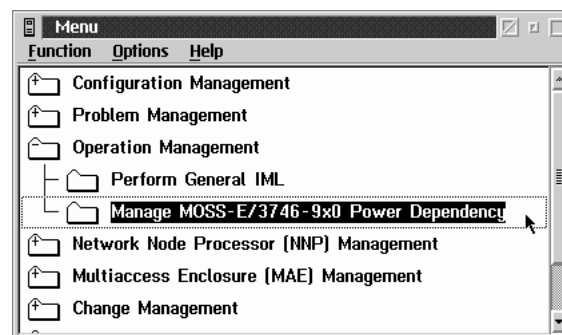 Menu
Function Options Help
Configuration Management
Problem Management
Operation Management
Perform General IML
Manage MOSS-E/3746-9x0 Power Dependency
Network Node Processor (NNP) Management
Multiaccess Enclosure (MAE) Management
Change Management